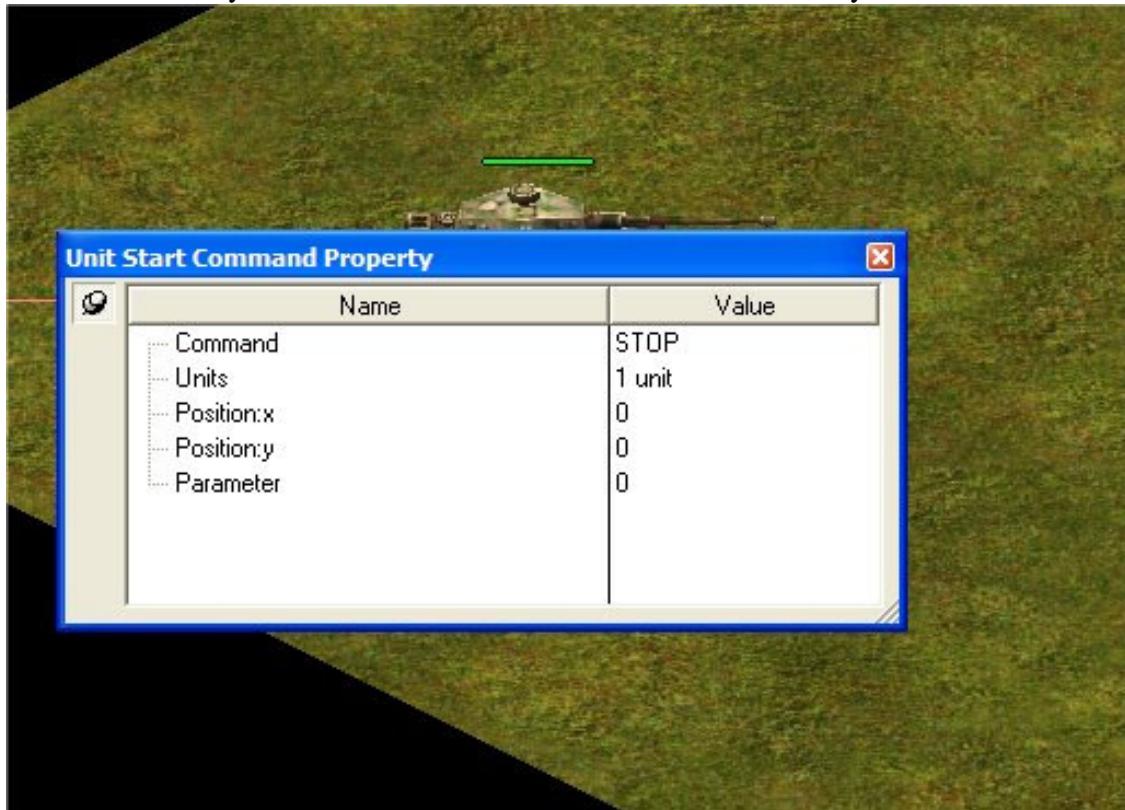 Unit Start Command Property
Name Value
Command STOP
Units 1 unit
Position:x 0
Position:y 0
Parameter 0